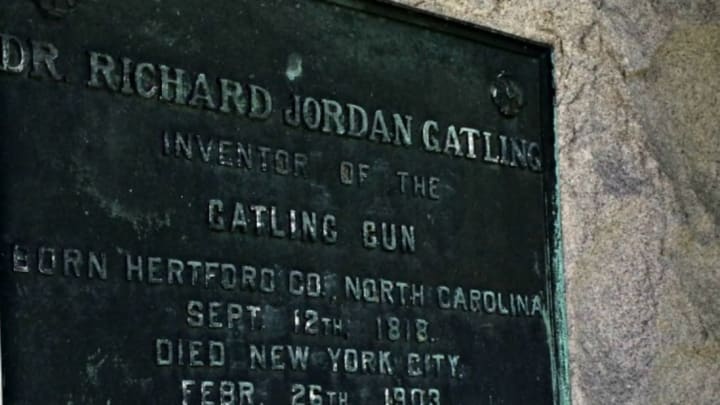 DR. RICHARD JORDAN GATLING
INVENTOR OF THE
GATLING GUN
BORN HERTFORD CO. NORTH CAROLINA
SEPT. 12TH. 1818.
DIED NEW YORK CITY.
FEBR. 26TH. 1903